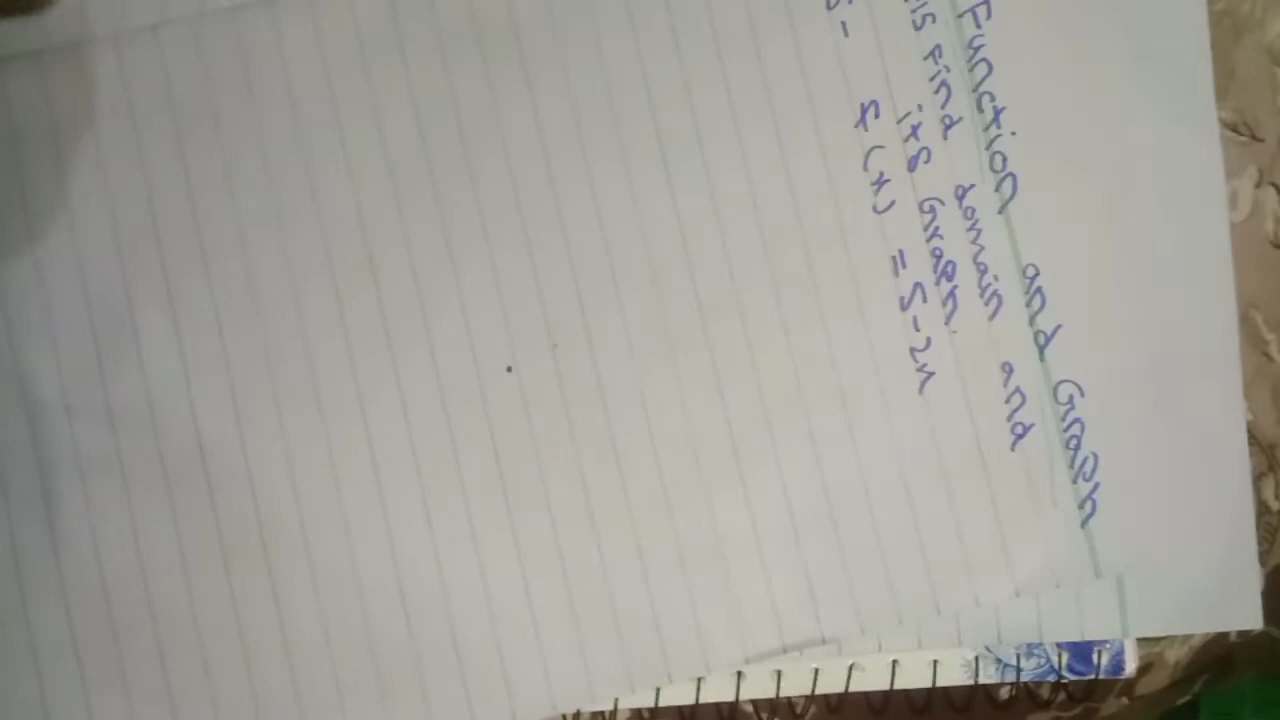 Function and Graph
find domain and
its Graph.
f(x) = 5-2x